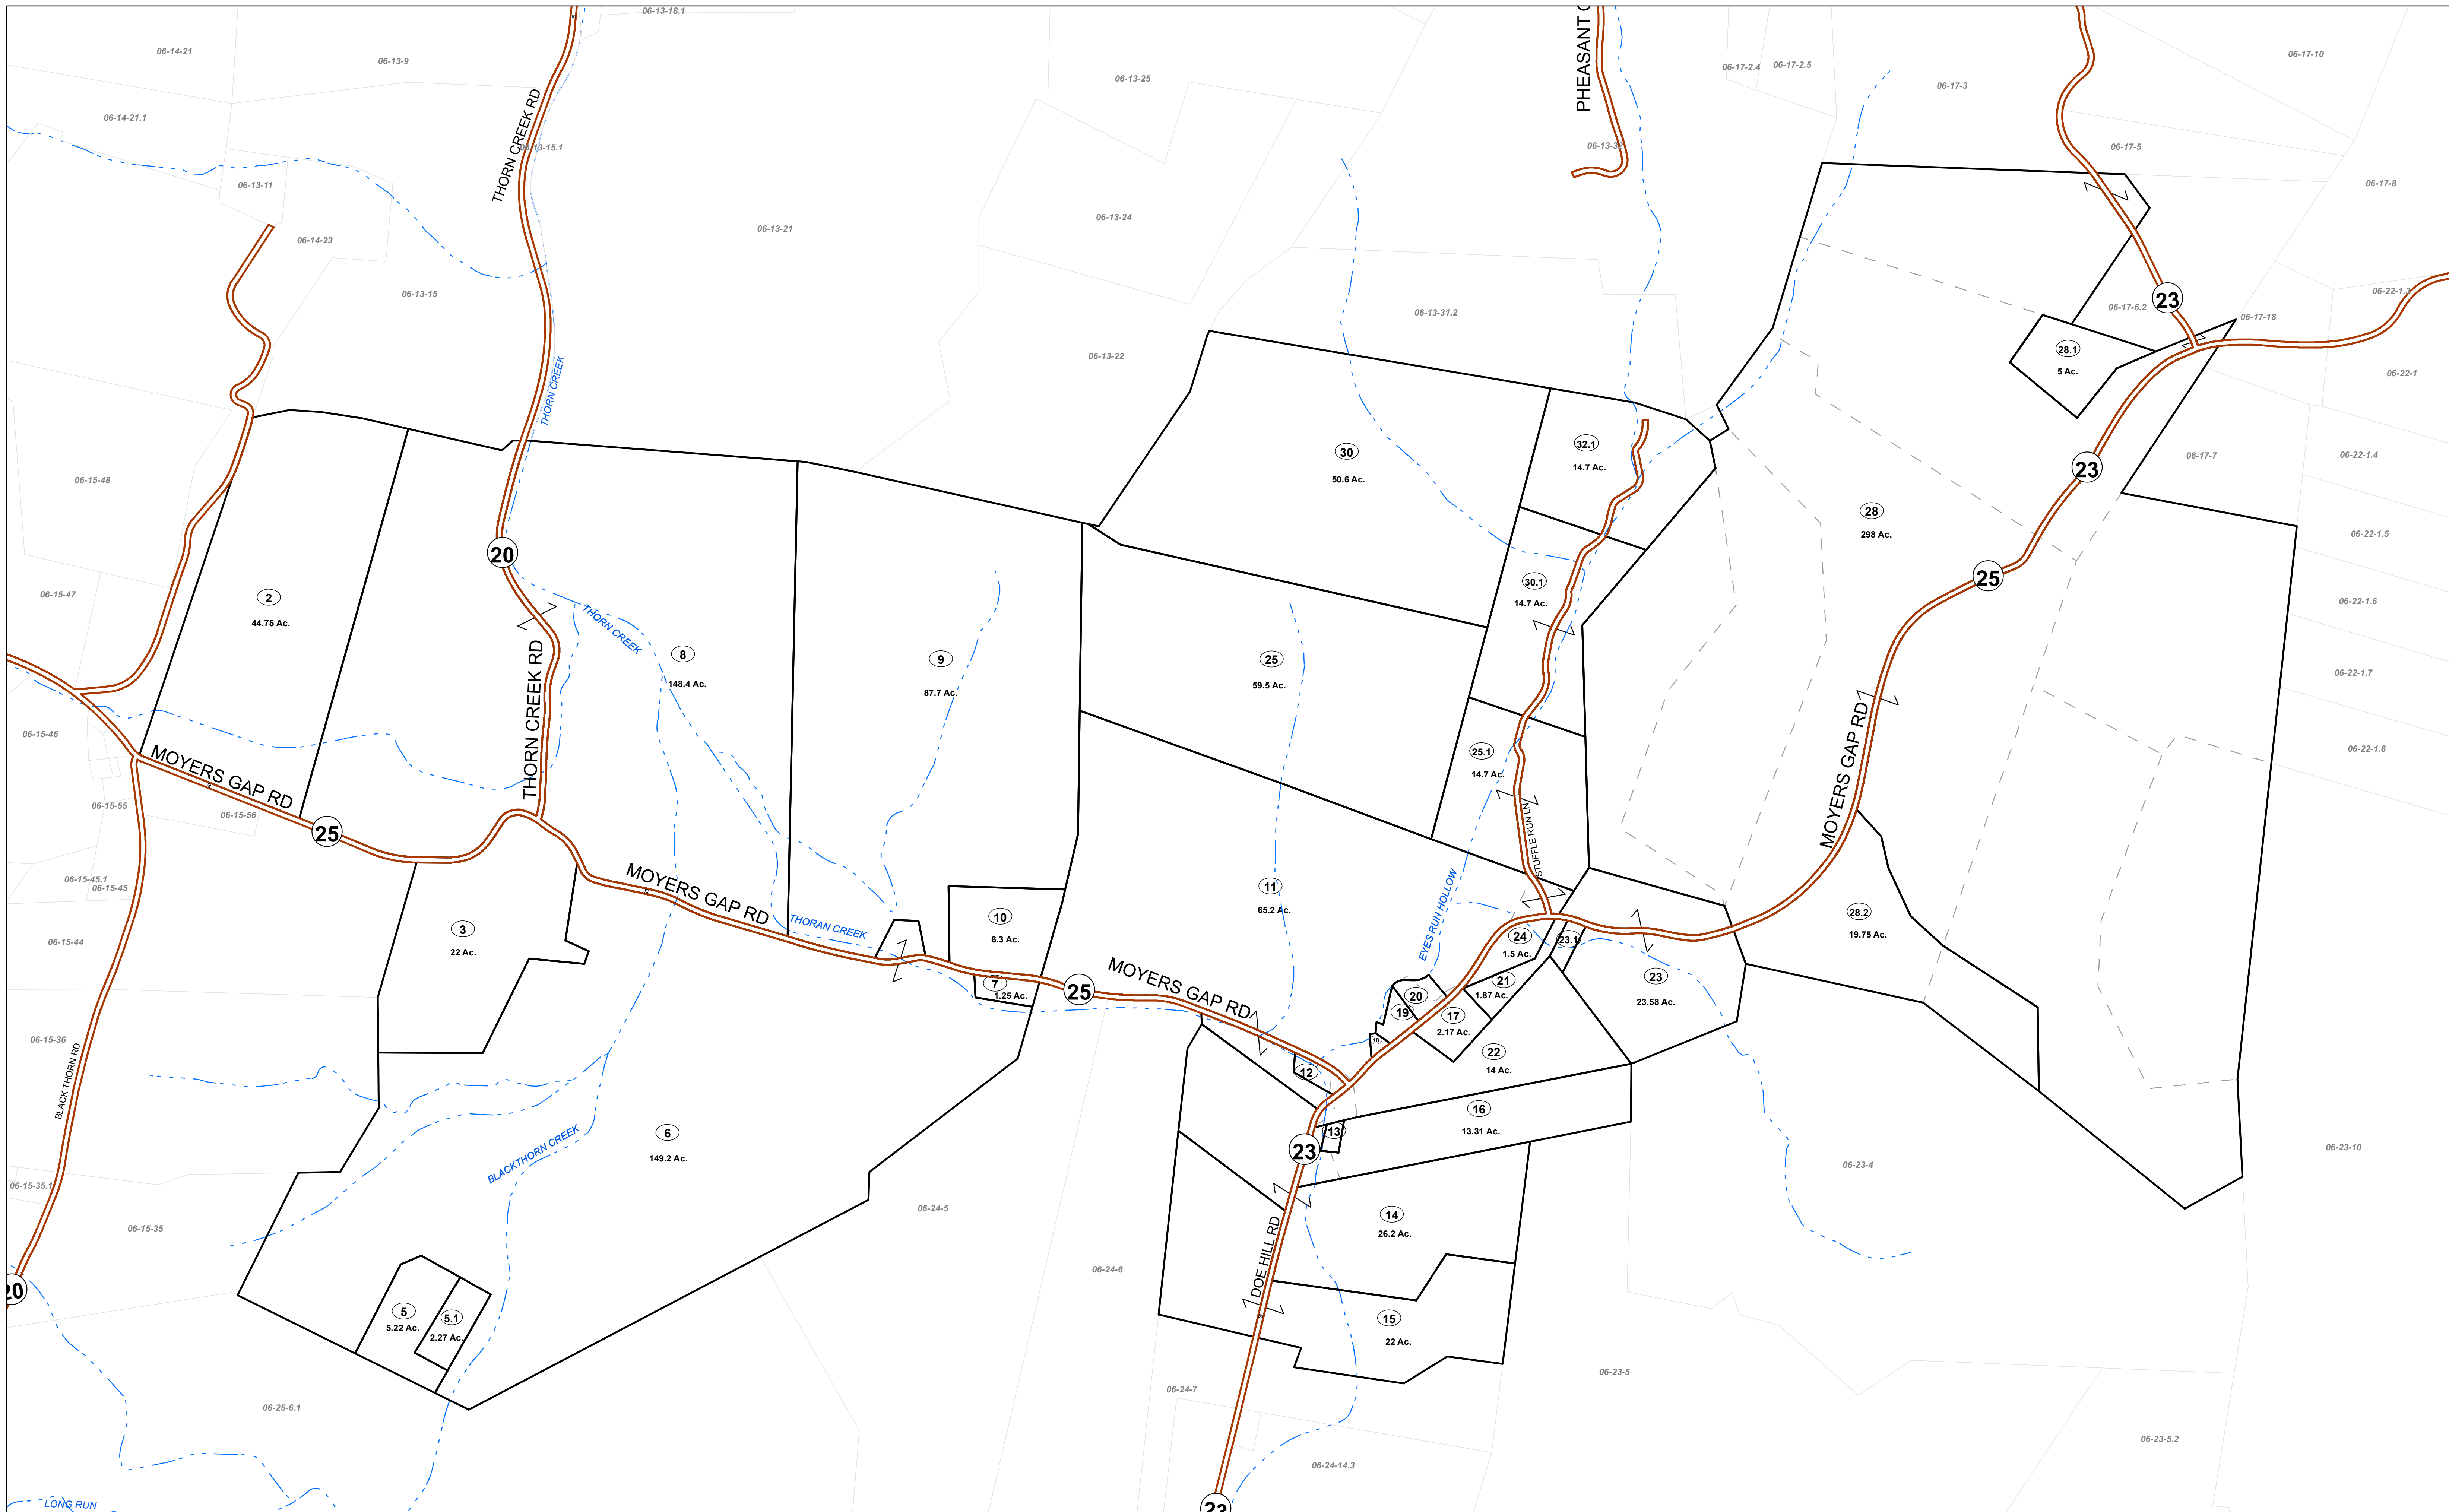 06-13-18.1
PHEASANT
06-14-21
06-13-9
06-13-25
06-17-2.4
06-17-2.5
06-17-3
06-17-10
06-14-21.1
THORN CREEK RD
06-13-15.1
06-13-32
06-17-5
06-13-11
06-17-8
06-13-24
06-14-23
06-13-21
06-13-15
06-22-1.3
23
06-17-6.2
06-17-18
06-13-31.2
28.1
5 Ac.
06-13-22
06-22-1
THORN CREEK
30
50.6 Ac.
32.1
14.7 Ac.
23
06-17-7
06-22-1.4
06-15-48
28
298 Ac.
06-22-1.5
20
25
30.1
14.7 Ac.
06-15-47
2
44.75 Ac.
THORN CREEK
06-22-1.6
8
148.4 Ac.
9
87.7 Ac.
25
59.5 Ac.
06-22-1.7
THORN CREEK RD
06-15-46
25.1
14.7 Ac.
MOYERS GAP RD
06-22-1.8
MOYERS GAP RD
06-15-55
06-15-56
25
STUFFLE RUN LN
06-15-45.1
06-15-45
MOYERS GAP RD
11
65.2 Ac.
EYES RUN HOLLOW
28.2
19.75 Ac.
THORAN CREEK
10
6.3 Ac.
3
22 Ac.
06-15-44
24
1.5 Ac.
23.1
23
23.58 Ac.
7
1.25 Ac.
25
MOYERS GAP RD
21
1.87 Ac.
20
19
17
2.17 Ac.
18
06-15-36
BLACK THORN RD
22
14 Ac.
12
16
13.31 Ac.
13
23
6
149.2 Ac.
BLACKTHORN CREEK
06-23-4
06-23-10
06-15-35.1
06-15-35
06-24-5
14
26.2 Ac.
DOE HILL RD
06-24-6
20
5
5.22 Ac.
5.1
2.27 Ac.
15
22 Ac.
06-24-7
06-23-5
06-25-6.1
06-23-5.2
06-24-14.3
LONG RUN
23